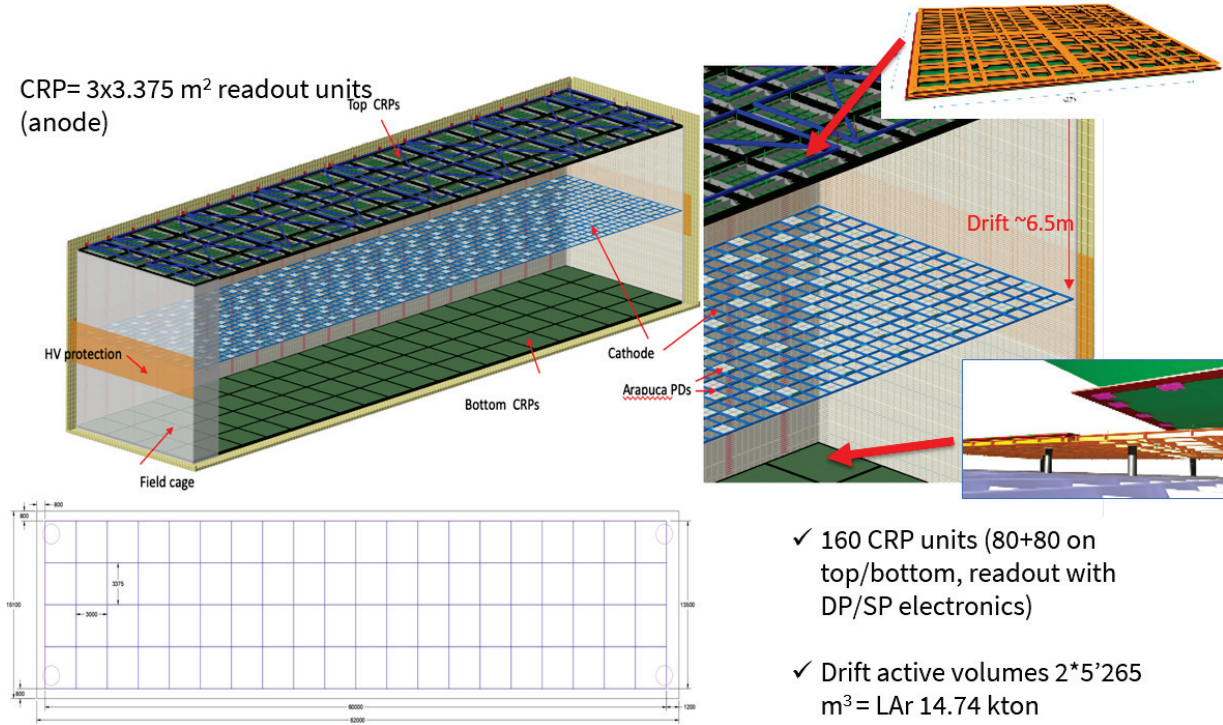 CRP= 3x3.375 m² readout units
(anode)
Top CRPs
HV protection
Cathode
Arapuca PDs
Bottom CRPs
Field cage
Drift ~6.5m
800
800
3375
3000
15100
13500
800
60000
1200
62000
✓ 160 CRP units (80+80 on
top/bottom, readout with
DP/SP electronics)
✓ Drift active volumes 2*5’265
m³ = LAr 14.74 kton